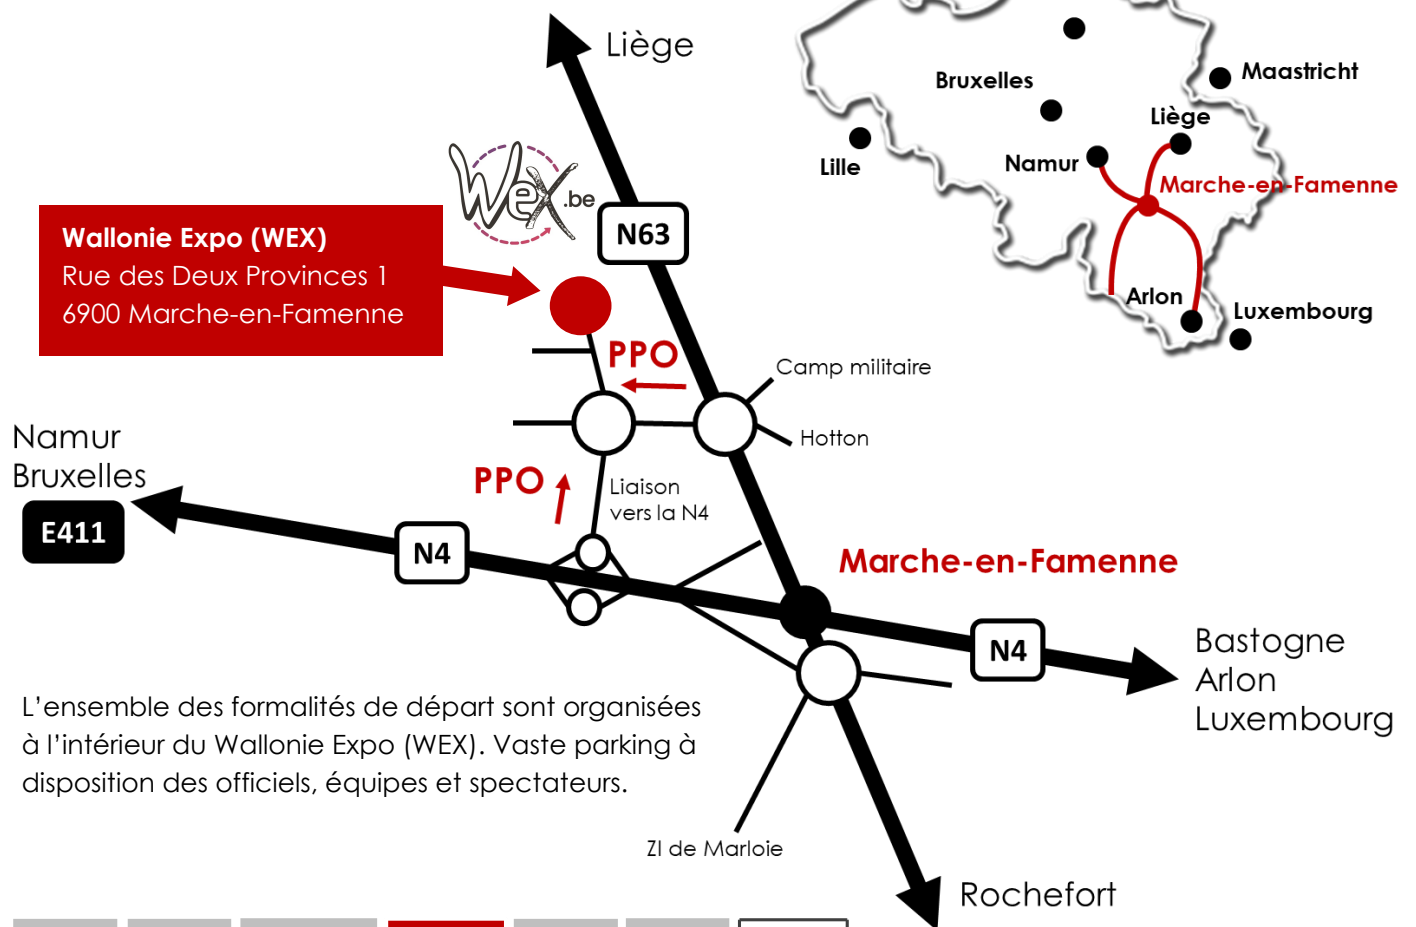 Liège
Bruxelles
Maastricht
Liège
Lille
Namur
Marche-en-Famenne
Arlon
Luxembourg
Wex.be
N63
Wallonie Expo (WEX)
Rue des Deux Provinces 1
6900 Marche-en-Famenne
PPO
Camp militaire
Hotton
Namur
Bruxelles
E411
PPO
Liaison
vers la N4
N4
Marche-en-Famenne
N4
Bastogne
Arlon
Luxembourg
L’ensemble des formalités de départ sont organisées
à l’intérieur du Wallonie Expo (WEX). Vaste parking à
disposition des officiels, équipes et spectateurs.
ZI de Marloie
Rochefort